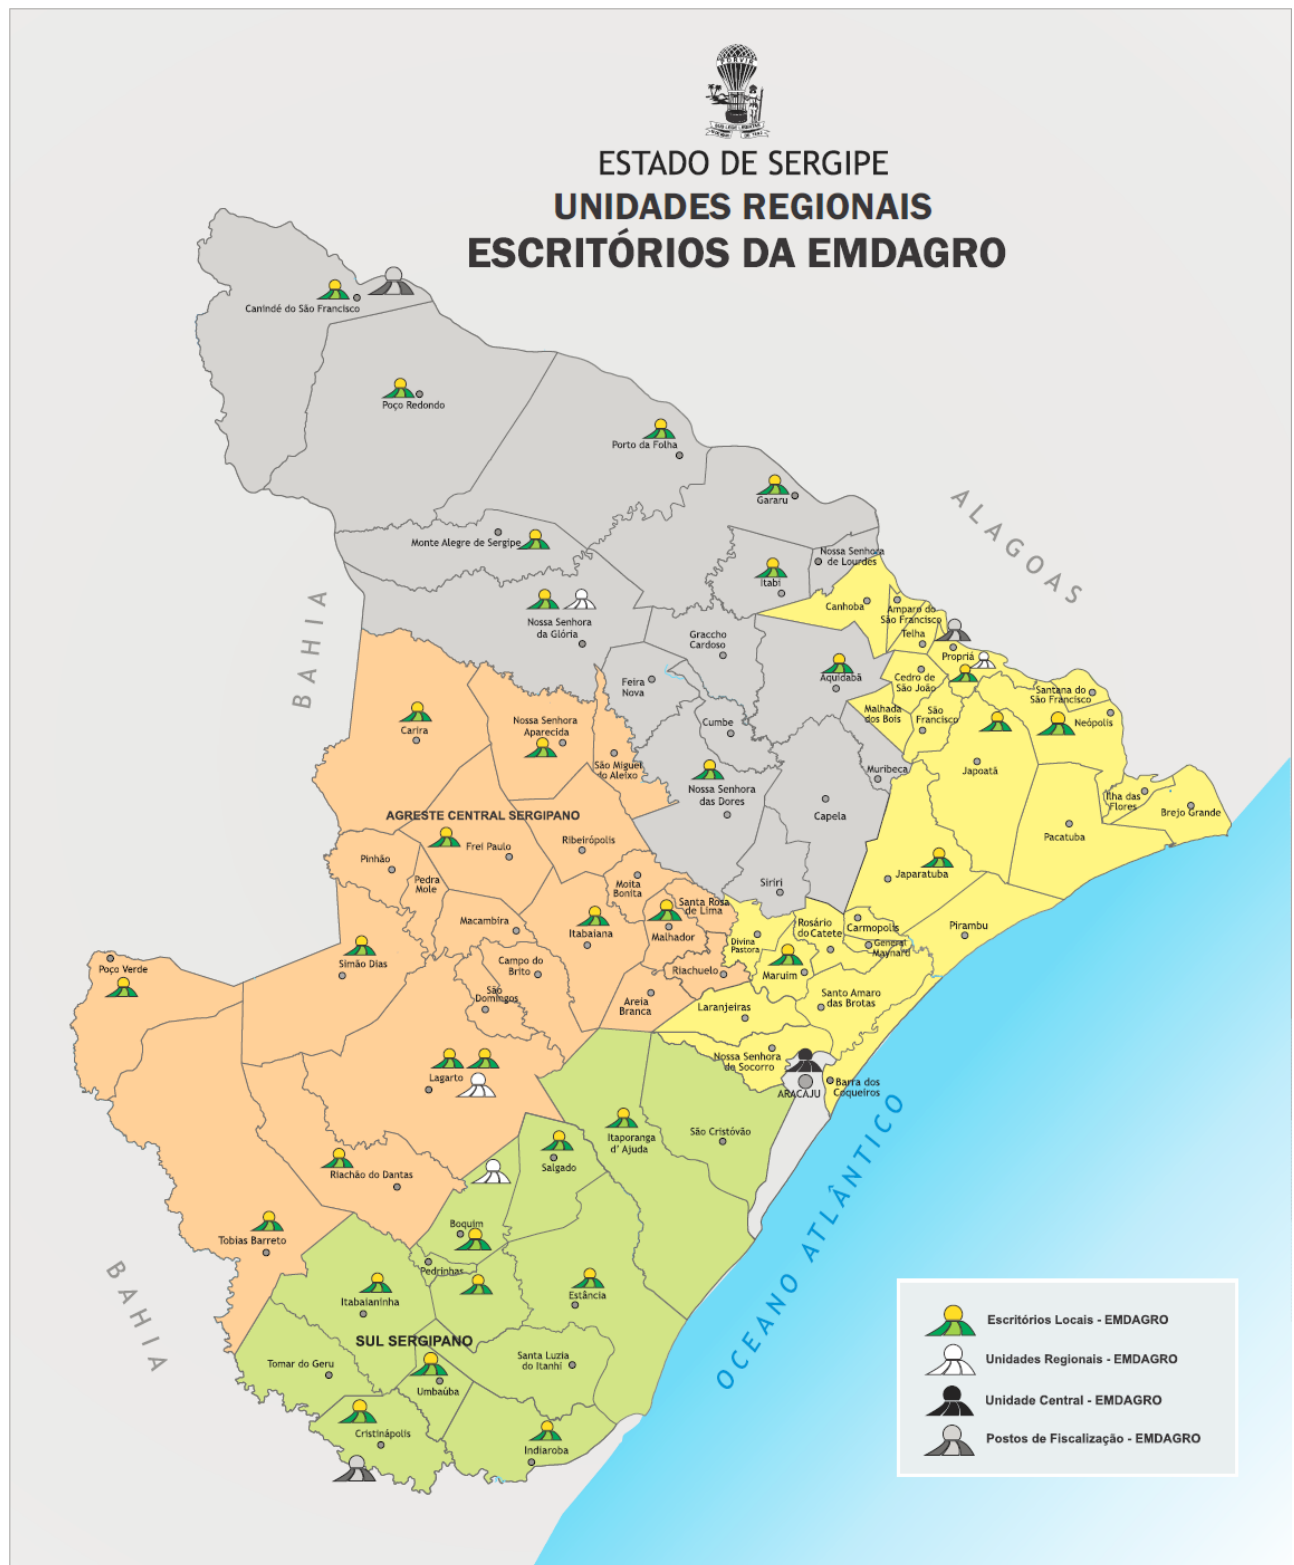 ESTADO DE SERGIPE
UNIDADES REGIONAIS
ESCRITÓRIOS DA EMDAGRO
Canindé do São Francisco
Poço Redondo
Porto da Folha
Gararu
ALAGOAS
Monte Alegre de Sergipe
Nossa Senhora
de Lourdes
Itabi
BAHIA
Canhoba
Amparo do
São Francisco
Nossa Senhora
da Glória
Graccho
Cardoso
Telha
Propriá
Feira
Nova
Aquidabã
Cedro de
São João
Santana do
São Francisco
Malhada
dos Bois
São
Francisco
Neópolis
Carira
Nossa Senhora
Aparecida
Cumbe
São Miguel
do Aleixo
Muribeca
Japoatã
Nossa Senhora
das Dores
Ilha das
Flores
Brejo Grande
AGRESTE CENTRAL SERGIPANO
Capela
Pacatuba
Frei Paulo
Ribeirópolis
Pinhão
Pedra
Mole
Moita
Bonita
Siriri
Japaratuba
Santa Rosa
de Lima
Macambira
Itabaiana
Malhador
Divina
Pastora
Rosário
do Catete
Carmopolis
Pirambu
General
Maynard
Poço Verde
Simão Dias
Campo do
Brito
Riachuelo
Maruim
São
Domingos
Areia
Branca
Laranjeiras
Santo Amaro
das Brotas
Lagarto
Nossa Senhora
do Socorro
ARACAJU
Barra dos
Coqueiros
Itaporanga
d' Ajuda
São Cristóvão
Salgado
Riachão do Dantas
Boquim
Tobias Barreto
Pedrinhas
OCEANO ATLÂNTICO
BAHIA
Itabaianinha
Estância
SUL SERGIPANO
Tomar do Geru
Santa Luzia
do Itanhi
Umbaúba
Cristinápolis
Indiaroba
Escritórios Locais - EMDAGRO
Unidades Regionais - EMDAGRO
Unidade Central - EMDAGRO
Postos de Fiscalização - EMDAGRO